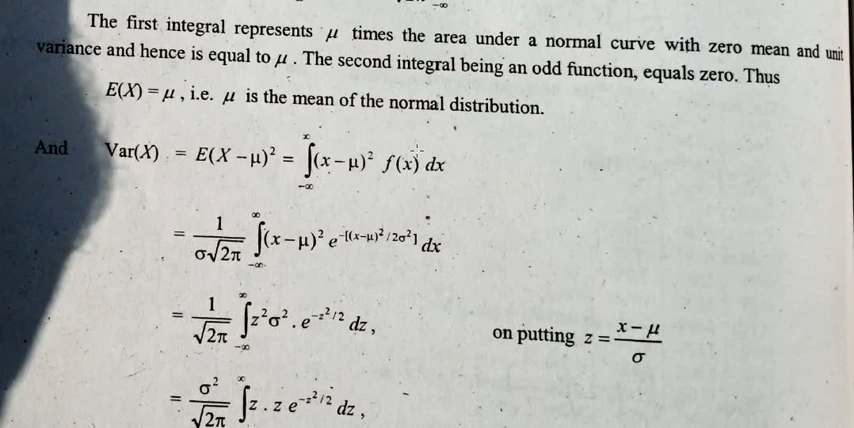 The first integral represents μ times the area under a normal curve with zero mean and unit
variance and hence is equal to μ . The second integral being an odd function, equals zero. Thus
E(X) = μ , i.e. μ is the mean of the normal distribution.
And Var(X) = E(X – μ)² = ∫_{-∞}^{∞} (x – μ)² f(x) dx
= 1/(σ√2π) ∫_{-∞}^{∞} (x – μ)² e^{-[(x–μ)²/2σ²]} dx
= 1/√2π ∫_{-∞}^{∞} z²σ² . e^{-z²/2} dz , on putting z = (x – μ)/σ
= σ²/√2π ∫^{∞} z . z e^{-z²/2} dz ,